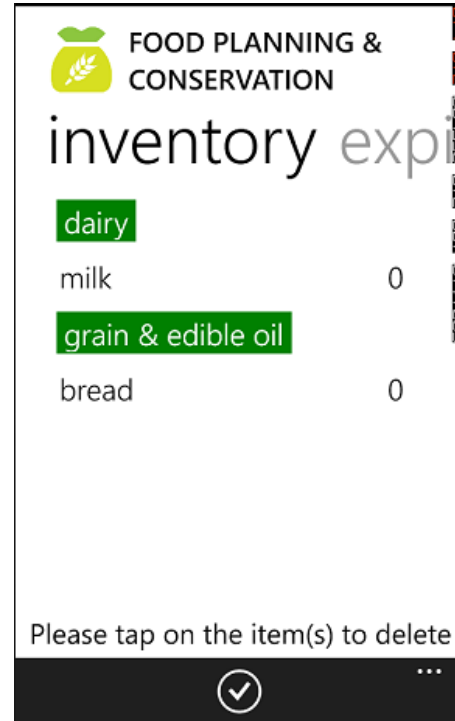 FOOD PLANNING &
CONSERVATION
inventory expi
dairy
milk 0
grain & edible oil
bread 0
Please tap on the item(s) to delete
...